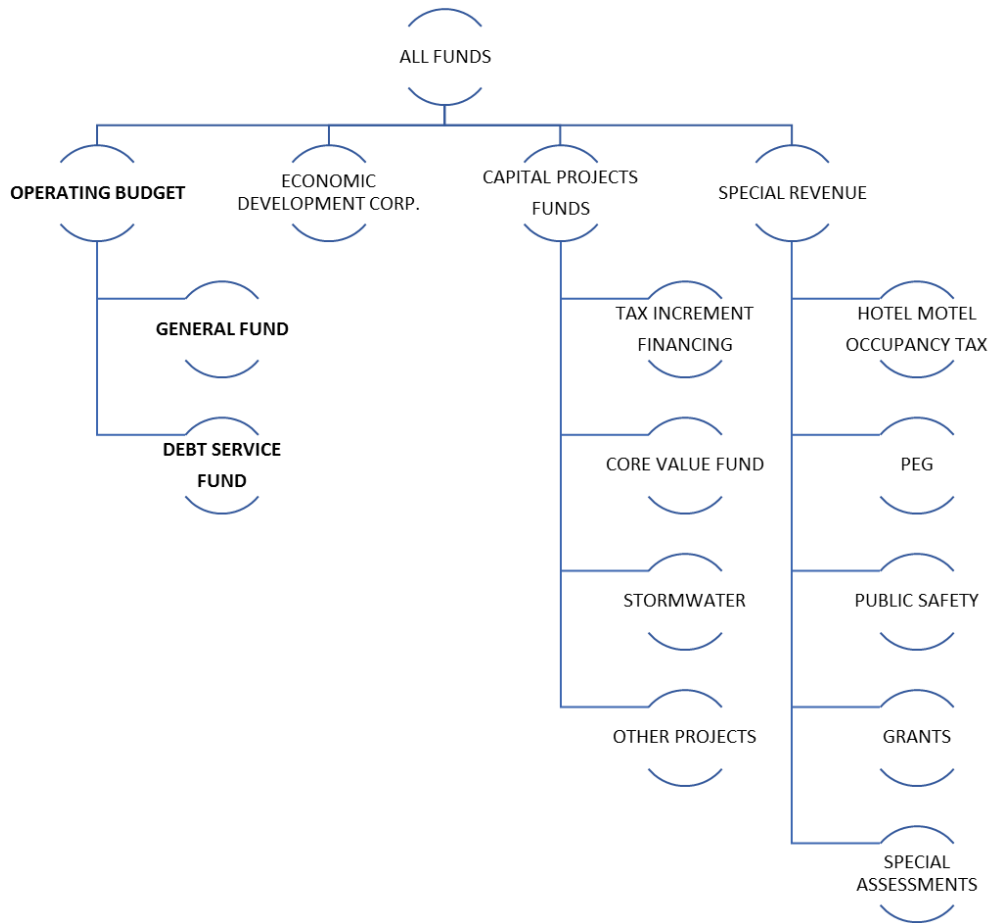 ALL FUNDS
OPERATING BUDGET
ECONOMIC
DEVELOPMENT CORP.
CAPITAL PROJECTS
FUNDS
SPECIAL REVENUE
GENERAL FUND
DEBT SERVICE
FUND
TAX INCREMENT
FINANCING
CORE VALUE FUND
STORMWATER
OTHER PROJECTS
HOTEL MOTEL
OCCUPANCY TAX
PEG
PUBLIC SAFETY
GRANTS
SPECIAL
ASSESSMENTS